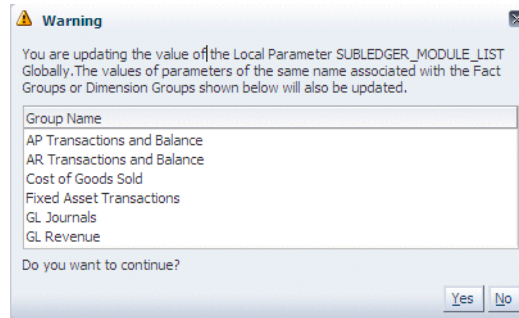 Warning
You are updating the value of the Local Parameter SUBLEDGER_MODULE_LIST
Globally.The values of parameters of the same name associated with the Fact
Groups or Dimension Groups shown below will also be updated.
Group Name
AP Transactions and Balance
AR Transactions and Balance
Cost of Goods Sold
Fixed Asset Transactions
GL Journals
GL Revenue
Do you want to continue?
Yes No